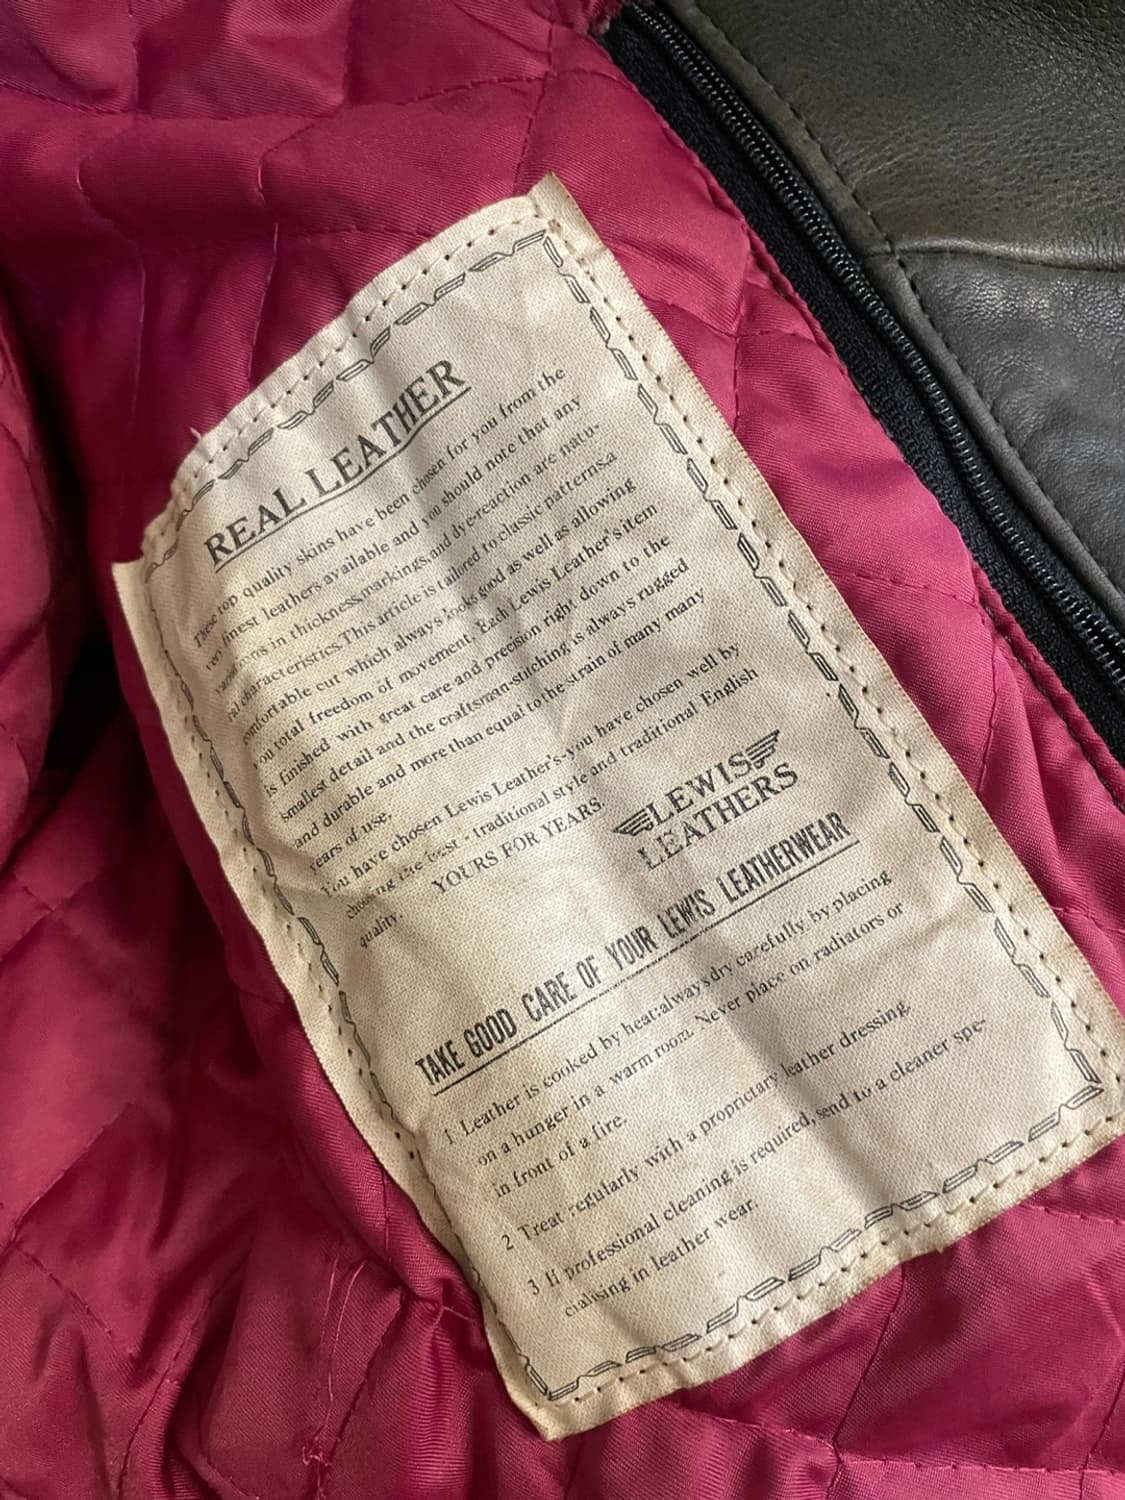 REAL LEATHER
These top quality skins have been chosen for you from the
very finest leathers available and you should note that any
variations in thickness,markings,and dye-reaction are natu-
ral characteristics.This article is tailored to classic patterns,a
comfortable cut which always looks good as well as allowing
you total freedom of movement. Each Lewis Leather's item
is finished with great care and precision right down to the
smallest detail and the craftsman-stitching is always rugged
and durable and more than equal to the strain of many many
years of use.
You have chosen Lewis Leather's-you have chosen well by
choosing the best - traditional style and traditional English
quality. YOURS FOR YEARS.
LEWIS
LEATHERS
TAKE GOOD CARE OF YOUR LEWIS LEATHERWEAR
1 Leather is cooked by heat:always dry carefully, by placing
on a hunger in a warm room. Never place on radiators or
in front of a fire.
2 Treat regularly with a proprietary leather dressing.
3 If professional cleaning is required, send to a cleaner spe-
cialising in leather wear.